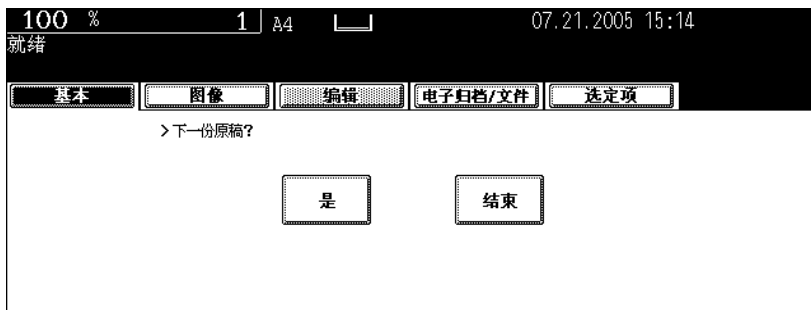 100 % 1 A4 07.21.2005 15:14
就绪
基本 图像 编辑 电子归档/文件 选定项
>下一份原稿?
是 结束